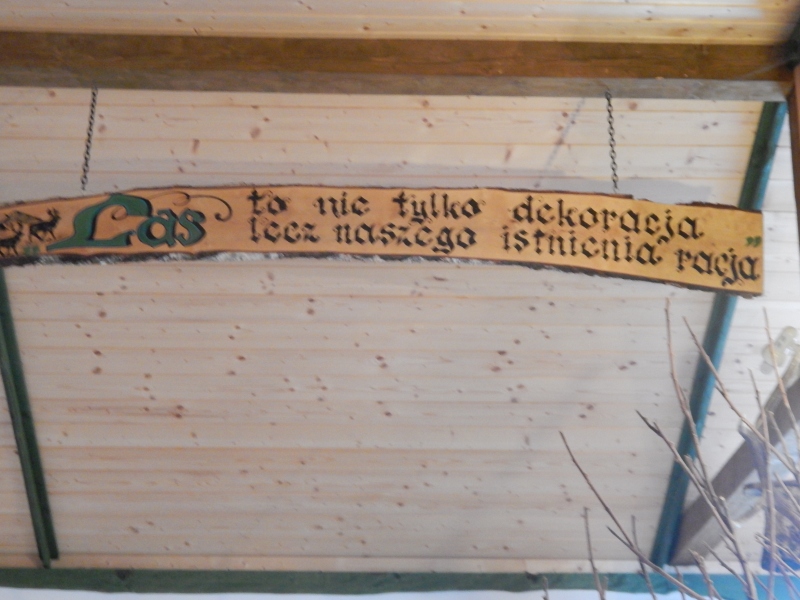 Las to nie tylko dekoracja
lecz naszego istnienia racja”